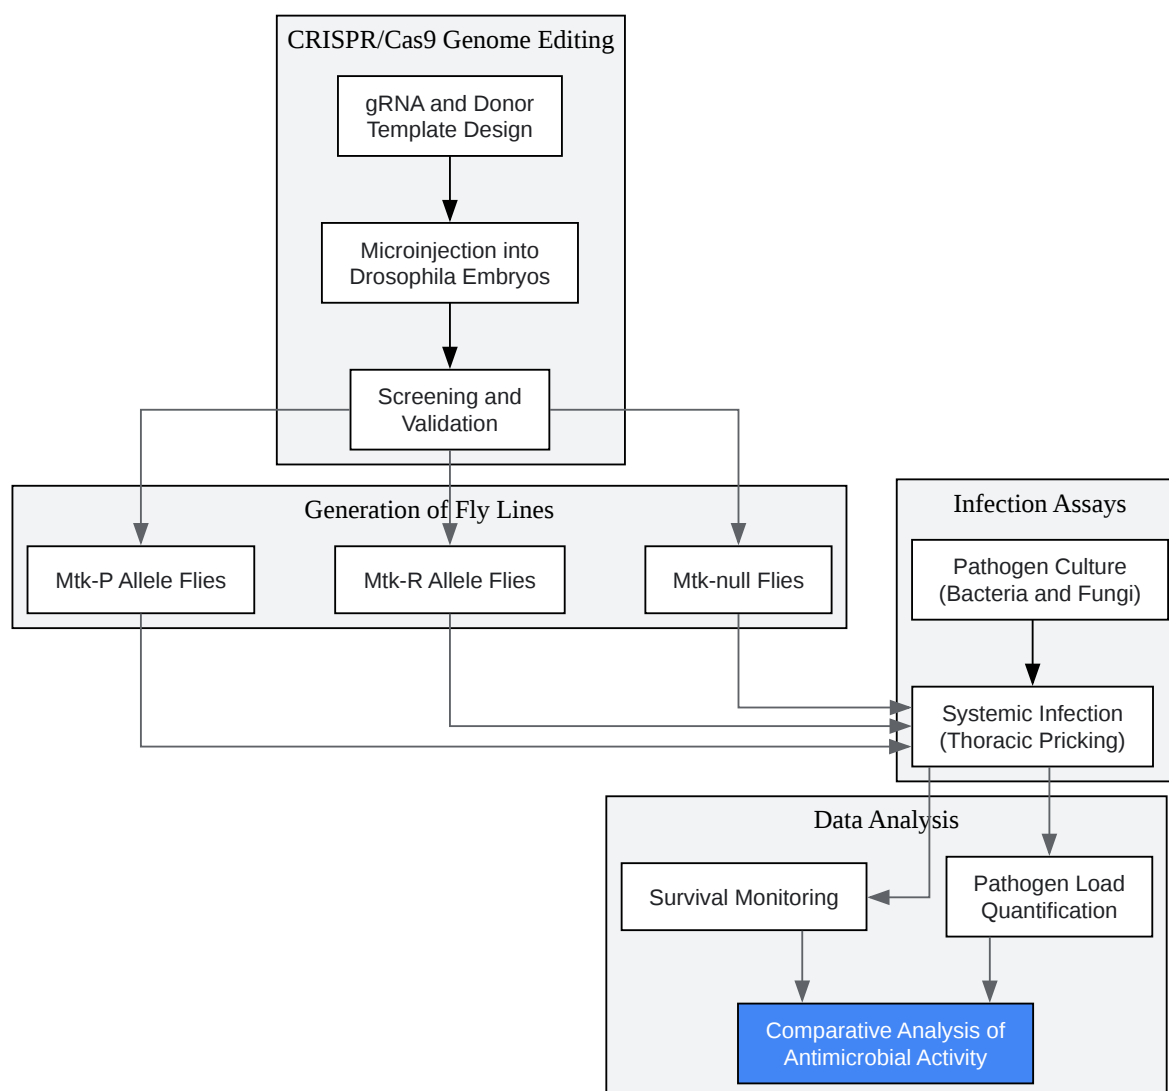 CRISPR/Cas9 Genome Editing
gRNA and Donor
Template Design
Microinjection into
Drosophila Embryos
Screening and
Validation
Generation of Fly Lines
Mtk-P Allele Flies
Mtk-R Allele Flies
Mtk-null Flies
Infection Assays
Pathogen Culture
(Bacteria and Fungi)
Systemic Infection
(Thoracic Pricking)
Data Analysis
Survival Monitoring
Pathogen Load
Quantification
Comparative Analysis of
Antimicrobial Activity